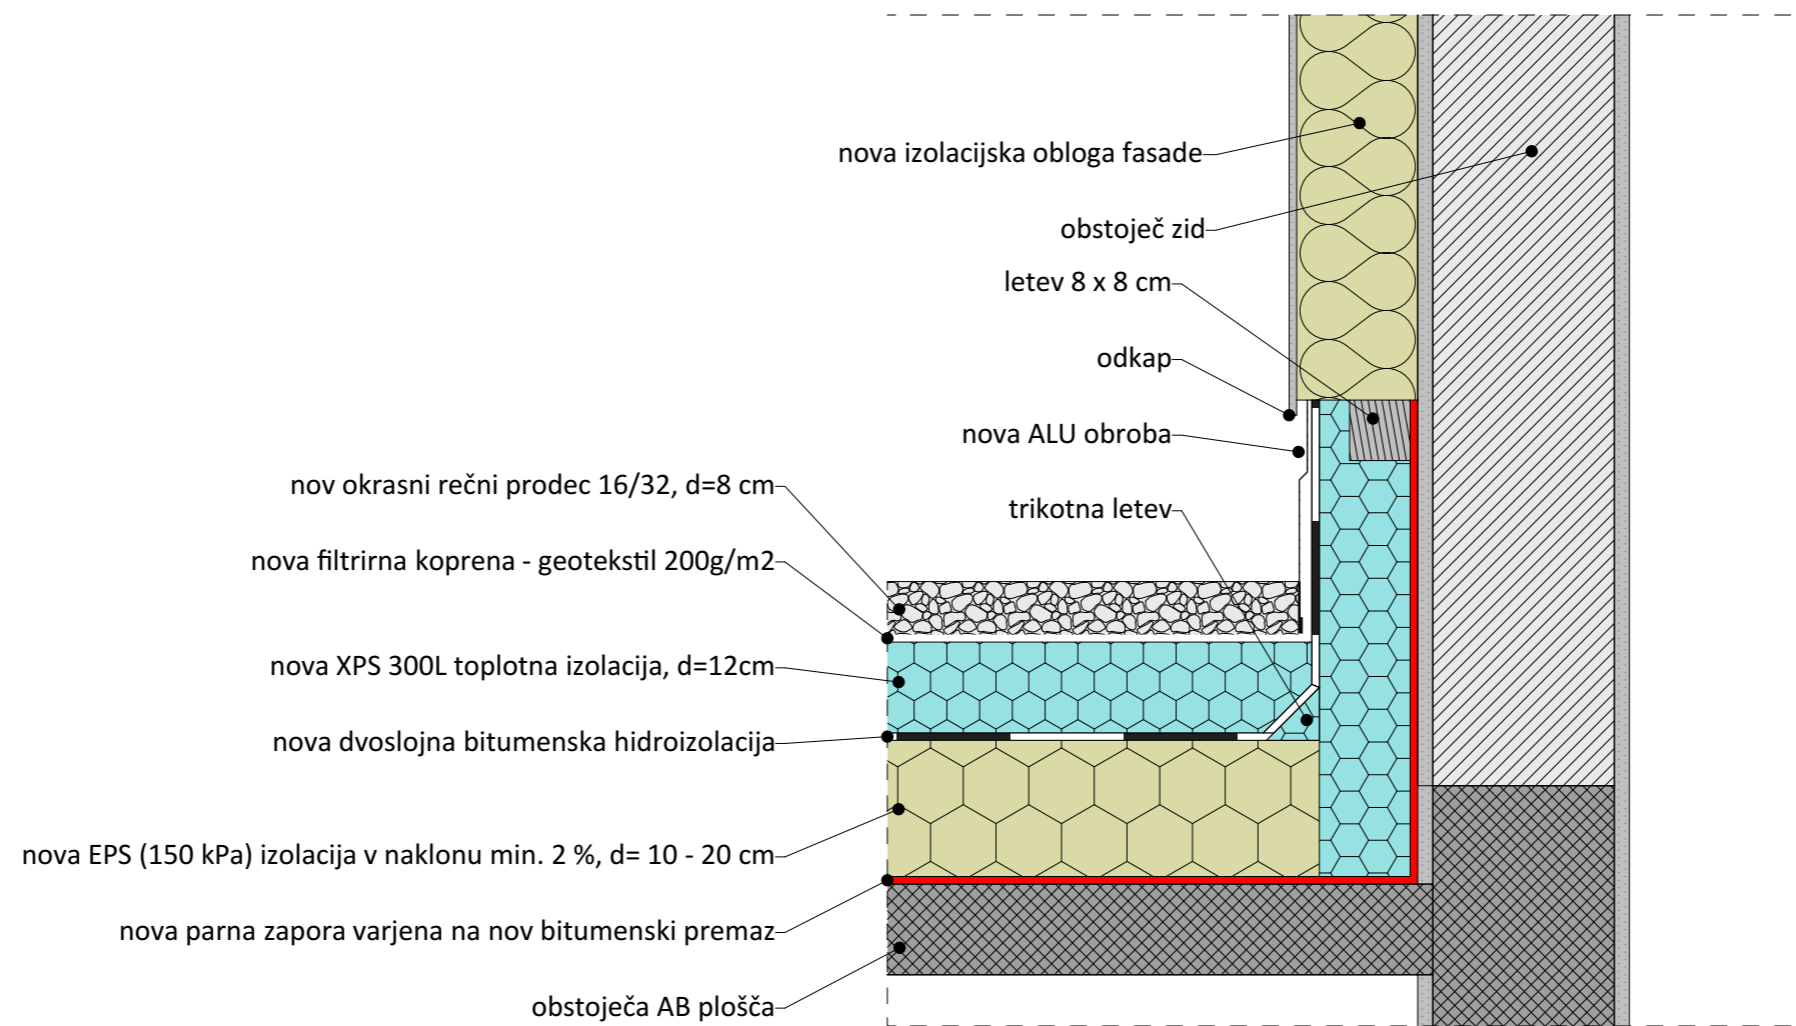 nova izolacijska obloga fasade
obstoječ zid
letev 8 x 8 cm
odkap
nova ALU obroba
nov okrasni rečni prodec 16/32, d=8 cm
trikotna letev
nova filtrirna koprena - geotekstil 200g/m2
nova XPS 300L toplotna izolacija, d=12cm
nova dvoslojna bitumenska hidroizolacija
nova EPS (150 kPa) izolacija v naklonu min. 2 %, d= 10 - 20 cm
nova parna zapora varjena na nov bitumenski premaz
obstoječa AB plošča